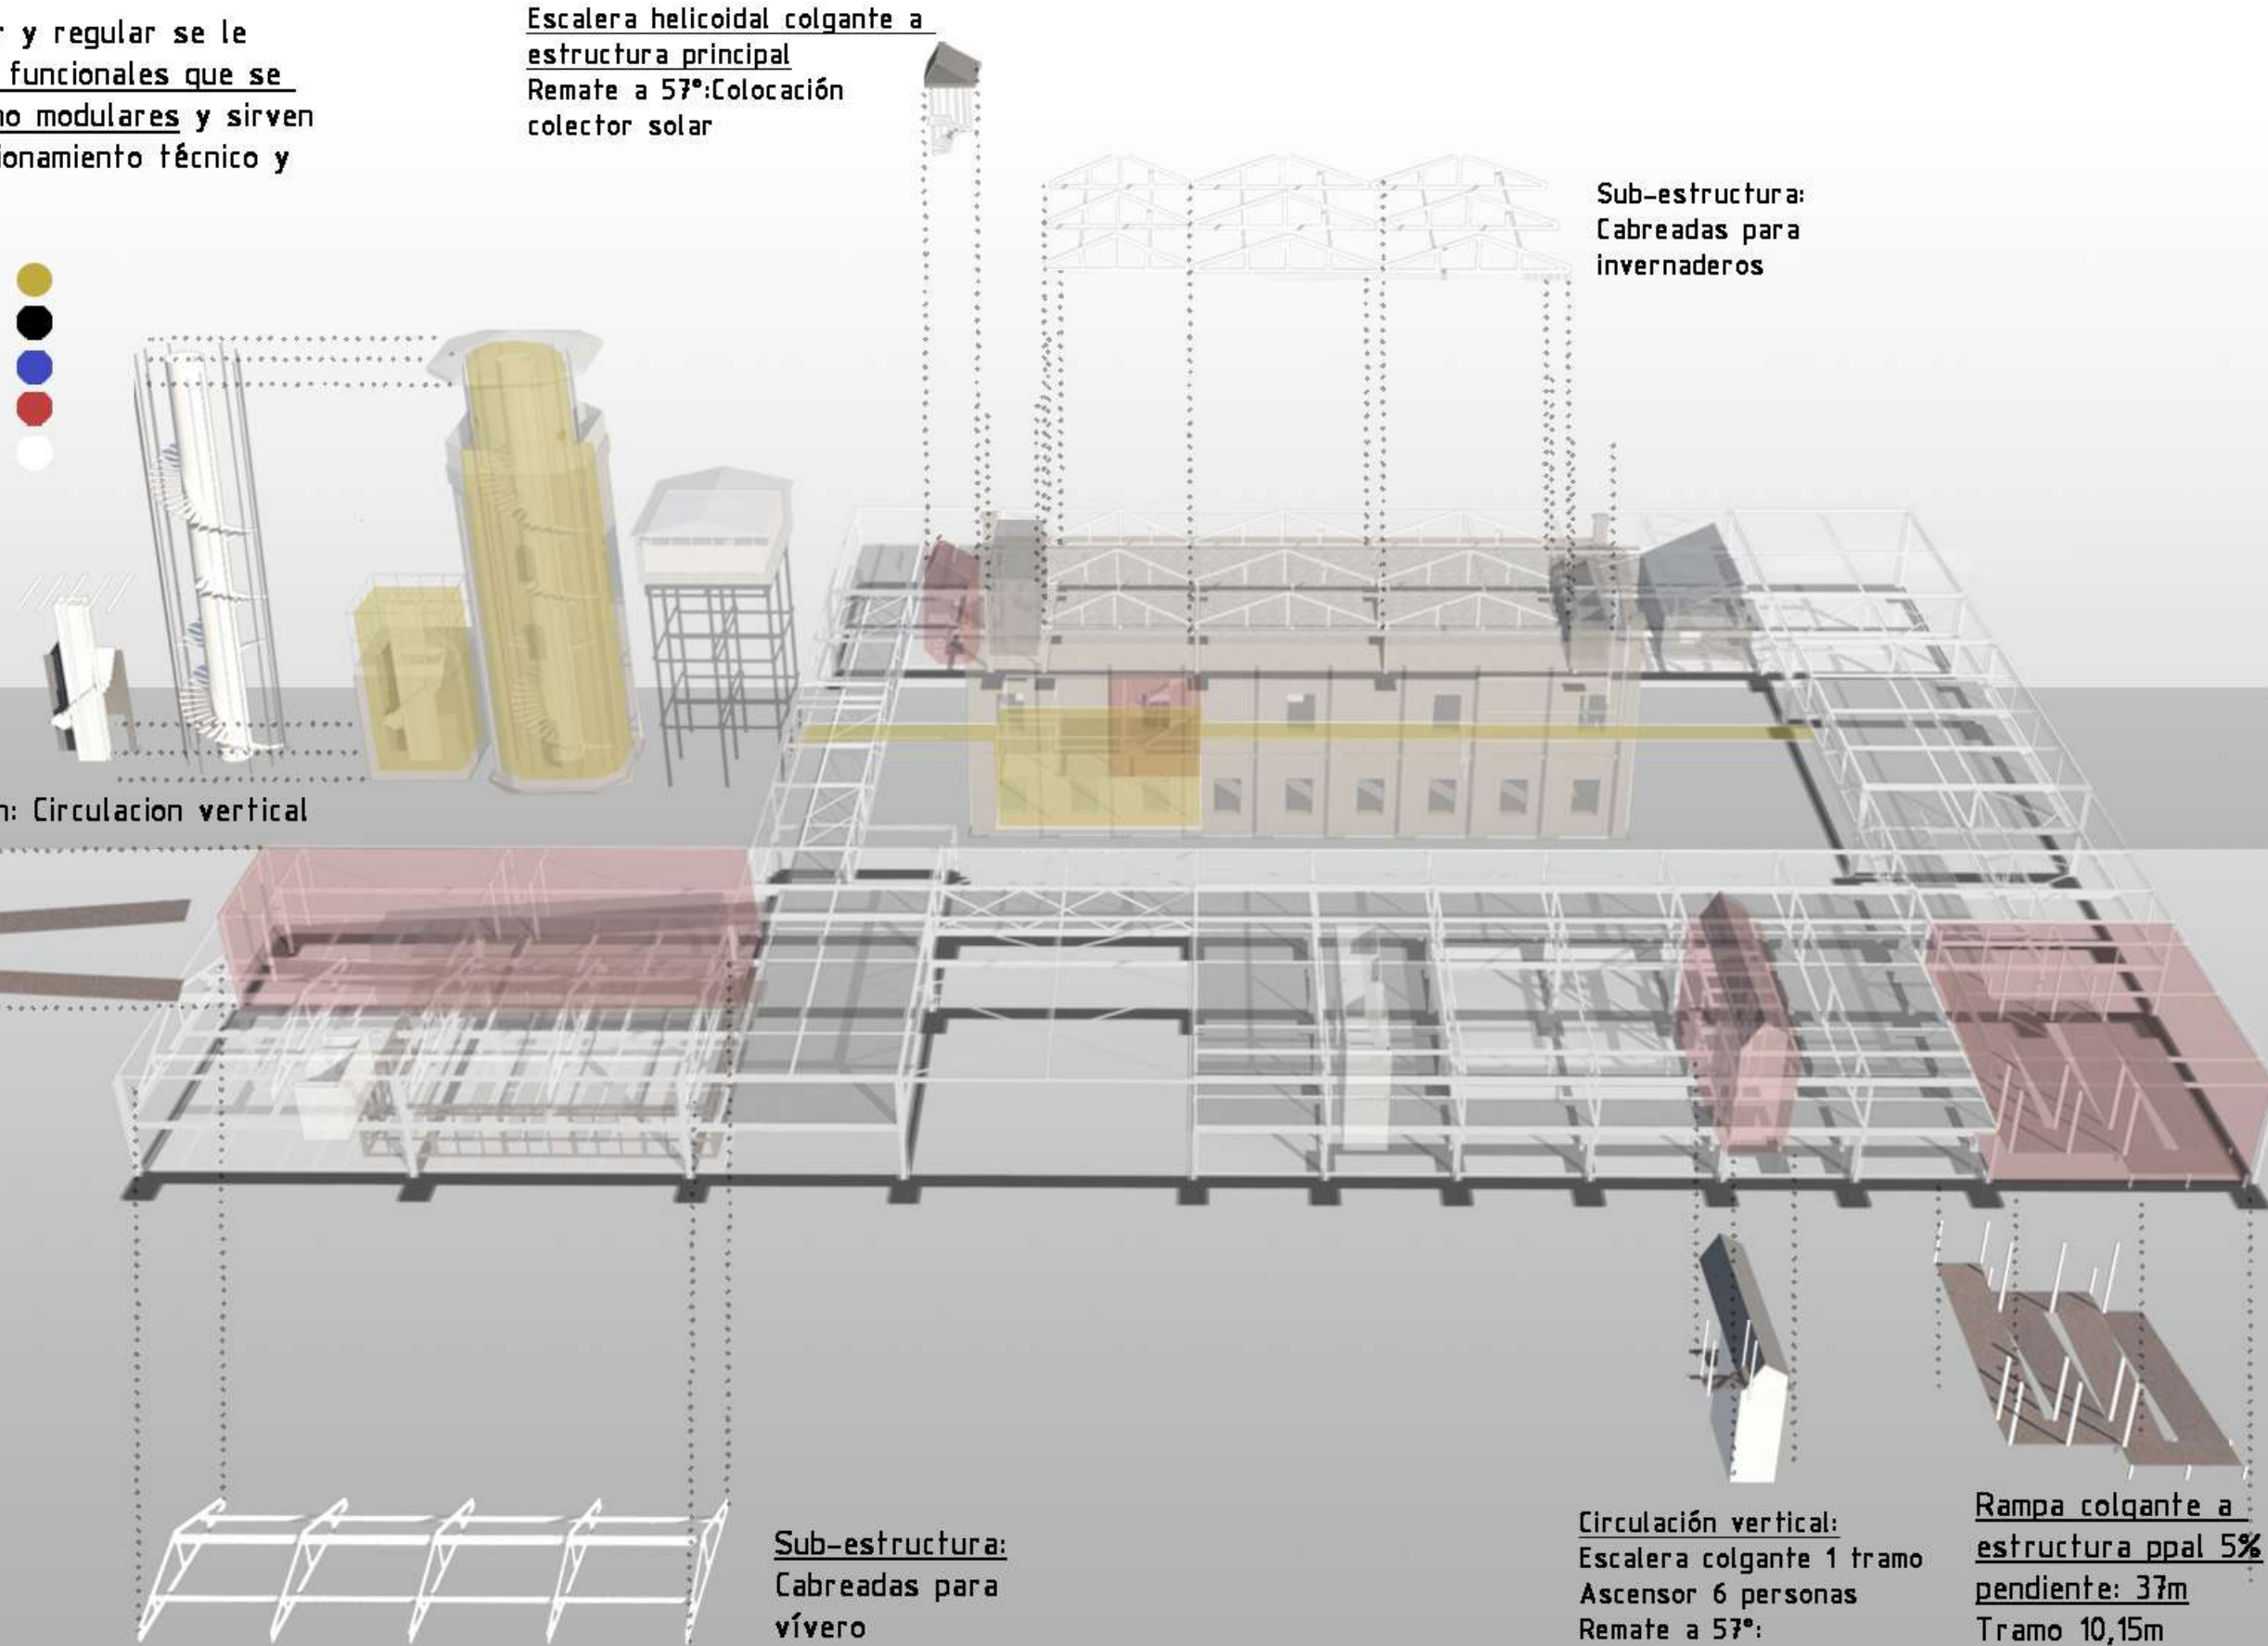 r y regular se le
funcionales que se
no modulares y sirven
ionamiento técnico y
Escalera helicoidal colgante a
estructura principal
Remate a 57°:Colocación
colector solar
Sub-estructura:
Cabreadas para
invernaderos
n: Circulacion vertical
Sub-estructura:
Cabreadas para
vívero
Circulación vertical:
Escalera colgante 1 tramo
Ascensor 6 personas
Remate a 57°:
Rampa colgante a
estructura ppal 5%
pendiente: 37m
Tramo 10,15m